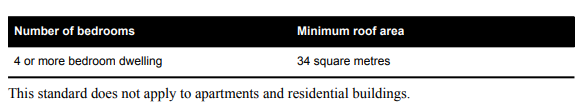 Number of bedrooms Minimum roof area
4 or more bedroom dwelling 34 square metres
This standard does not apply to apartments and residential buildings.